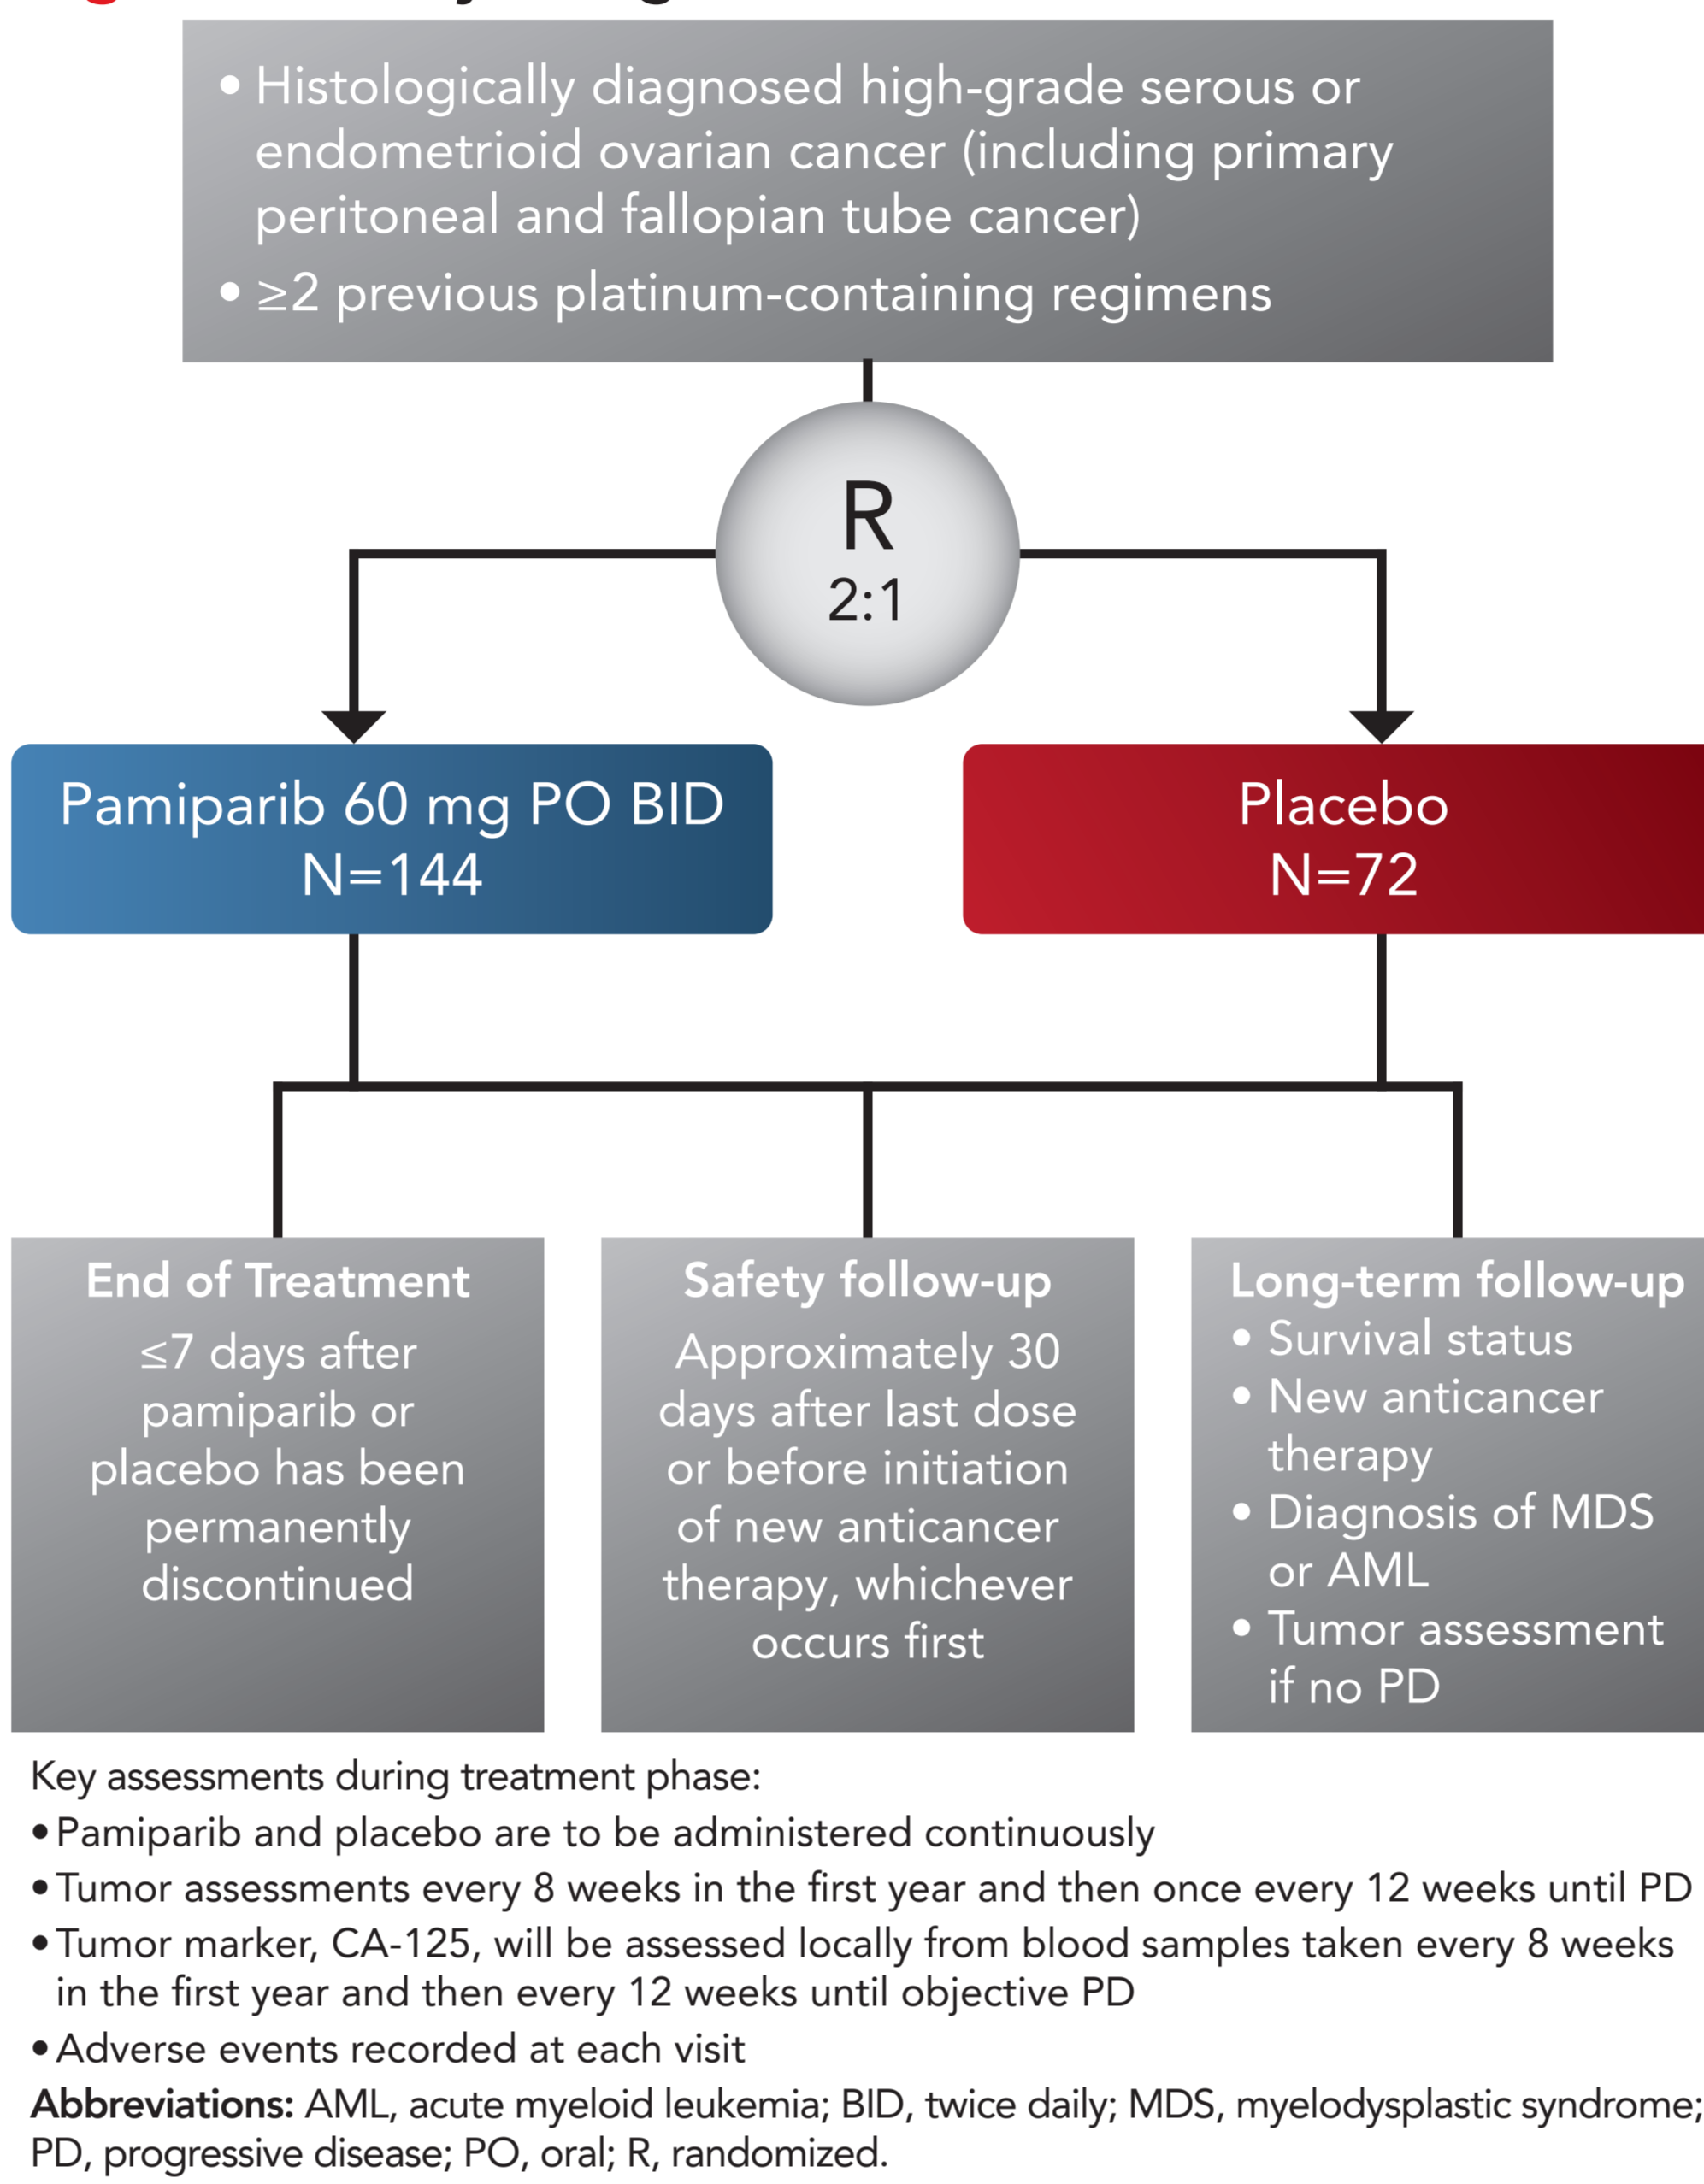 • Histologically diagnosed high-grade serous or
endometrioid ovarian cancer (including primary
peritoneal and fallopian tube cancer)
• ≥2 previous platinum-containing regimens
R
2:1
Pamiparib 60 mg PO BID
N=144
Placebo
N=72
End of Treatment
≤7 days after
pamiparib or
placebo has been
permanently
discontinued
Safety follow-up
Approximately 30
days after last dose
or before initiation
of new anticancer
therapy, whichever
occurs first
Long-term follow-up
• Survival status
• New anticancer
therapy
• Diagnosis of MDS
or AML
• Tumor assessment
if no PD
Key assessments during treatment phase:
• Pamiparib and placebo are to be administered continuously
• Tumor assessments every 8 weeks in the first year and then once every 12 weeks until PD
• Tumor marker, CA-125, will be assessed locally from blood samples taken every 8 weeks
in the first year and then every 12 weeks until objective PD
• Adverse events recorded at each visit
Abbreviations: AML, acute myeloid leukemia; BID, twice daily; MDS, myelodysplastic syndrome;
PD, progressive disease; PO, oral; R, randomized.